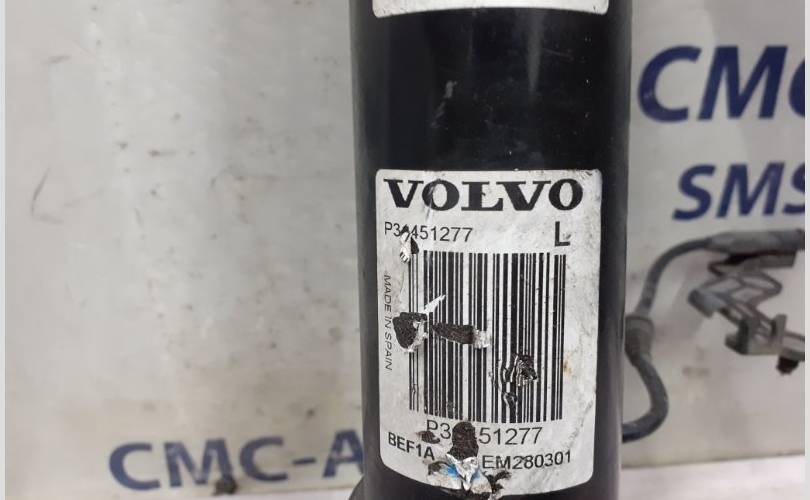 CMC
SMS
VOLVO
L
MADE IN SPAIN
BEF1A EM280301
CMC-A